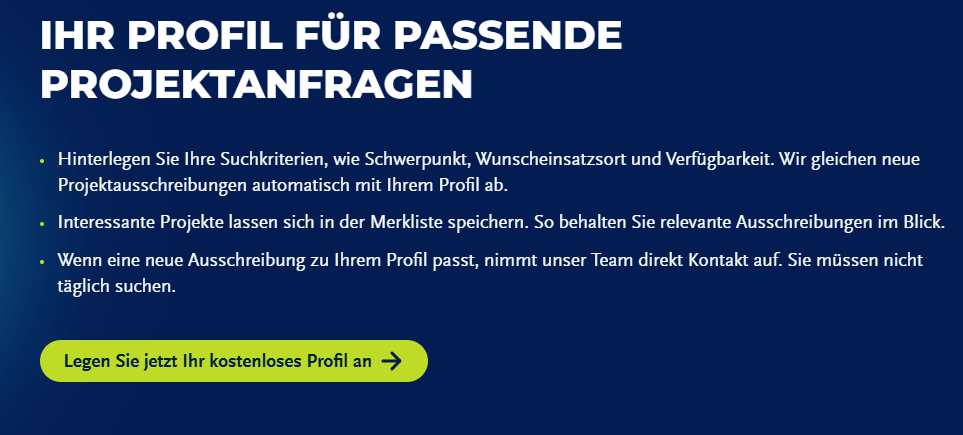 IHR PROFIL FÜR PASSENDE
PROJEKTANFRAGEN
• Hinterlegen Sie Ihre Suchkriterien, wie Schwerpunkt, Wunscheinsatzsort und Verfügbarkeit. Wir gleichen neue
Projektausschreibungen automatisch mit Ihrem Profil ab.
• Interessante Projekte lassen sich in der Merkliste speichern. So behalten Sie relevante Ausschreibungen im Blick.
• Wenn eine neue Ausschreibung zu Ihrem Profil passt, nimmt unser Team direkt Kontakt auf. Sie müssen nicht
täglich suchen.
Legen Sie jetzt Ihr kostenloses Profil an →